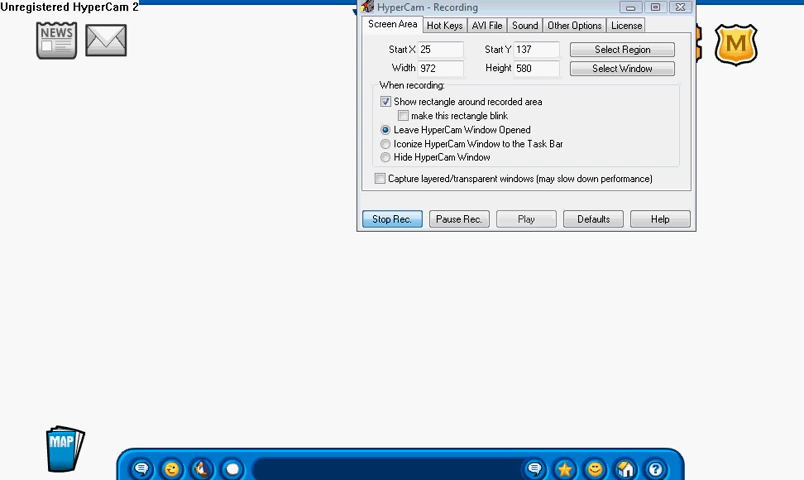 Unregistered HyperCam 2
HyperCam - Recording
Screen Area Hot Keys AVI File Sound Other Options License
Start X 25 Start Y 137 Select Region
Width 972 Height 580 Select Window
When recording:
Show rectangle around recorded area
make this rectangle blink
Leave HyperCam Window Opened
Iconize HyperCam Window to the Task Bar
Hide HyperCam Window
Capture layered/transparent windows (may slow down performance)
Stop Rec. Pause Rec. Play Defaults Help
NEWS
M
MAP
?